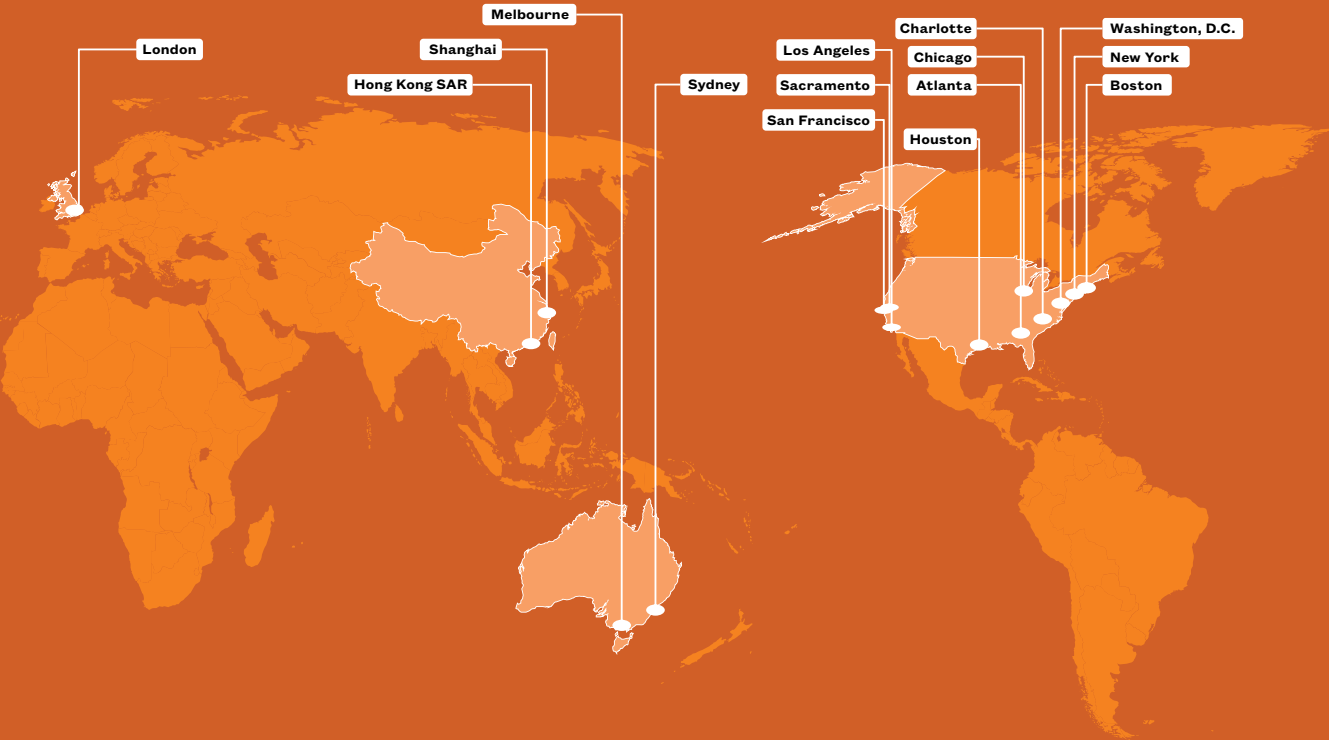 Melbourne
London
Shanghai
Hong Kong SAR
Sydney
Charlotte
Washington, D.C.
Los Angeles
Chicago
New York
Sacramento
Atlanta
Boston
San Francisco
Houston